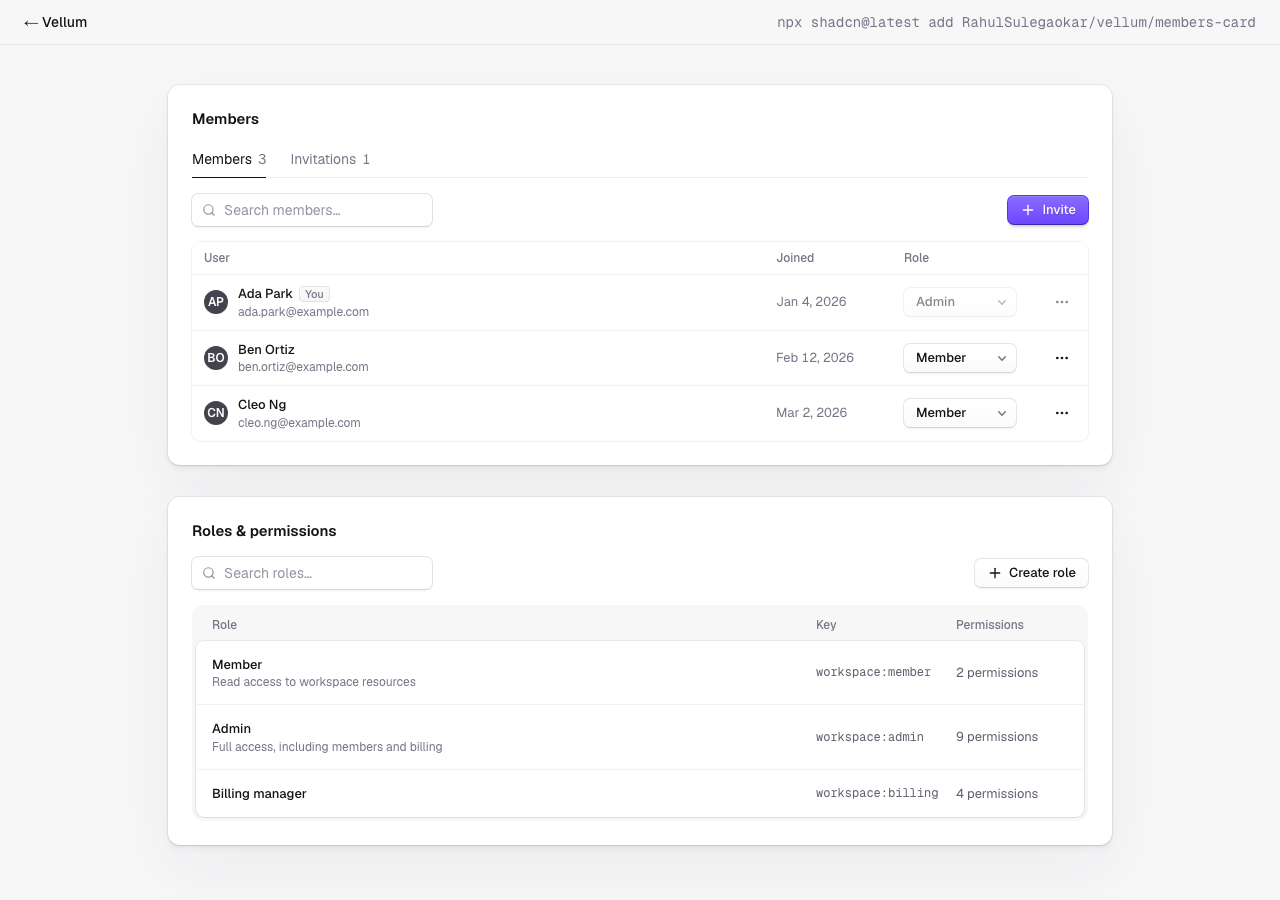 ← Vellum
npx shadcn@latest add RahulSulegaokar/vellum/members-card
Members
Members 3 Invitations 1
Search members…
+ Invite
User Joined Role
AP Ada Park You
ada.park@example.com
Jan 4, 2026 Admin
BO Ben Ortiz
ben.ortiz@example.com
Feb 12, 2026 Member
CN Cleo Ng
cleo.ng@example.com
Mar 2, 2026 Member
Roles & permissions
Search roles…
+ Create role
Role Key Permissions
Member
Read access to workspace resources
workspace:member 2 permissions
Admin
Full access, including members and billing
workspace:admin 9 permissions
Billing manager workspace:billing 4 permissions